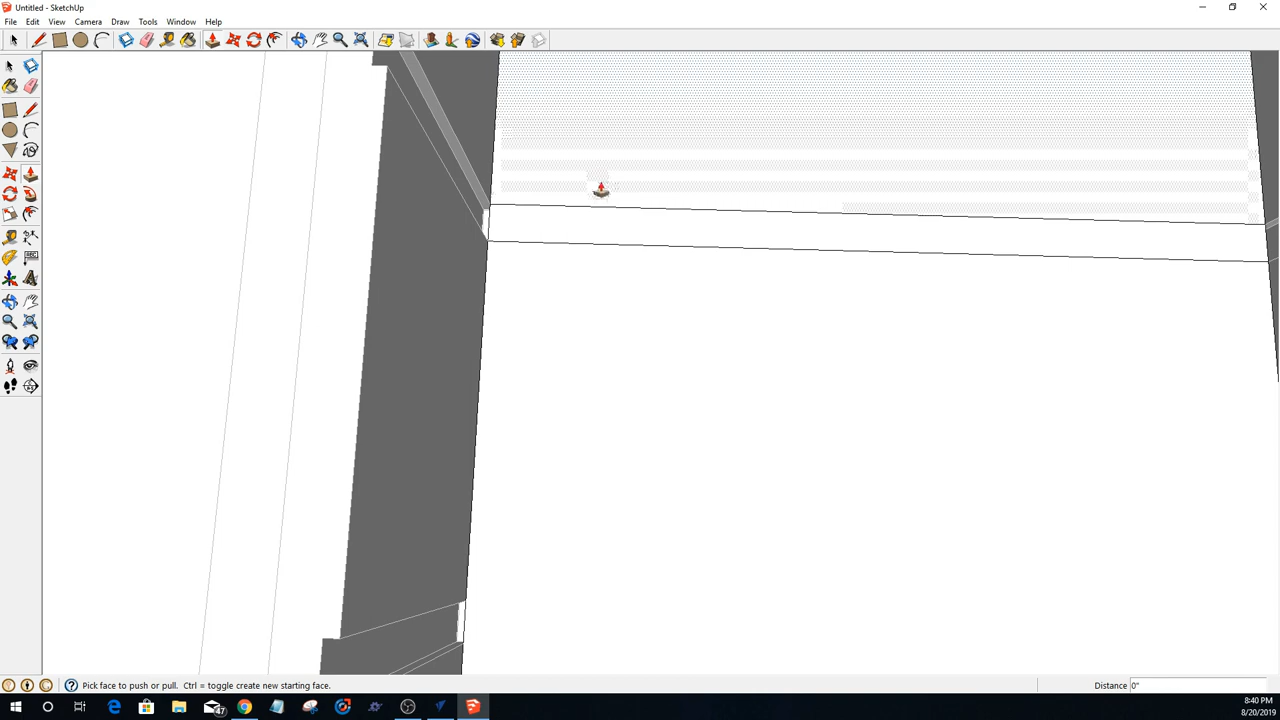 Untitled - SketchUp
File Edit View Camera Draw Tools Window Help
Pick face to push or pull. Ctrl = toggle create new starting face.
Distance 0"
47
8:40 PM
8/20/2019